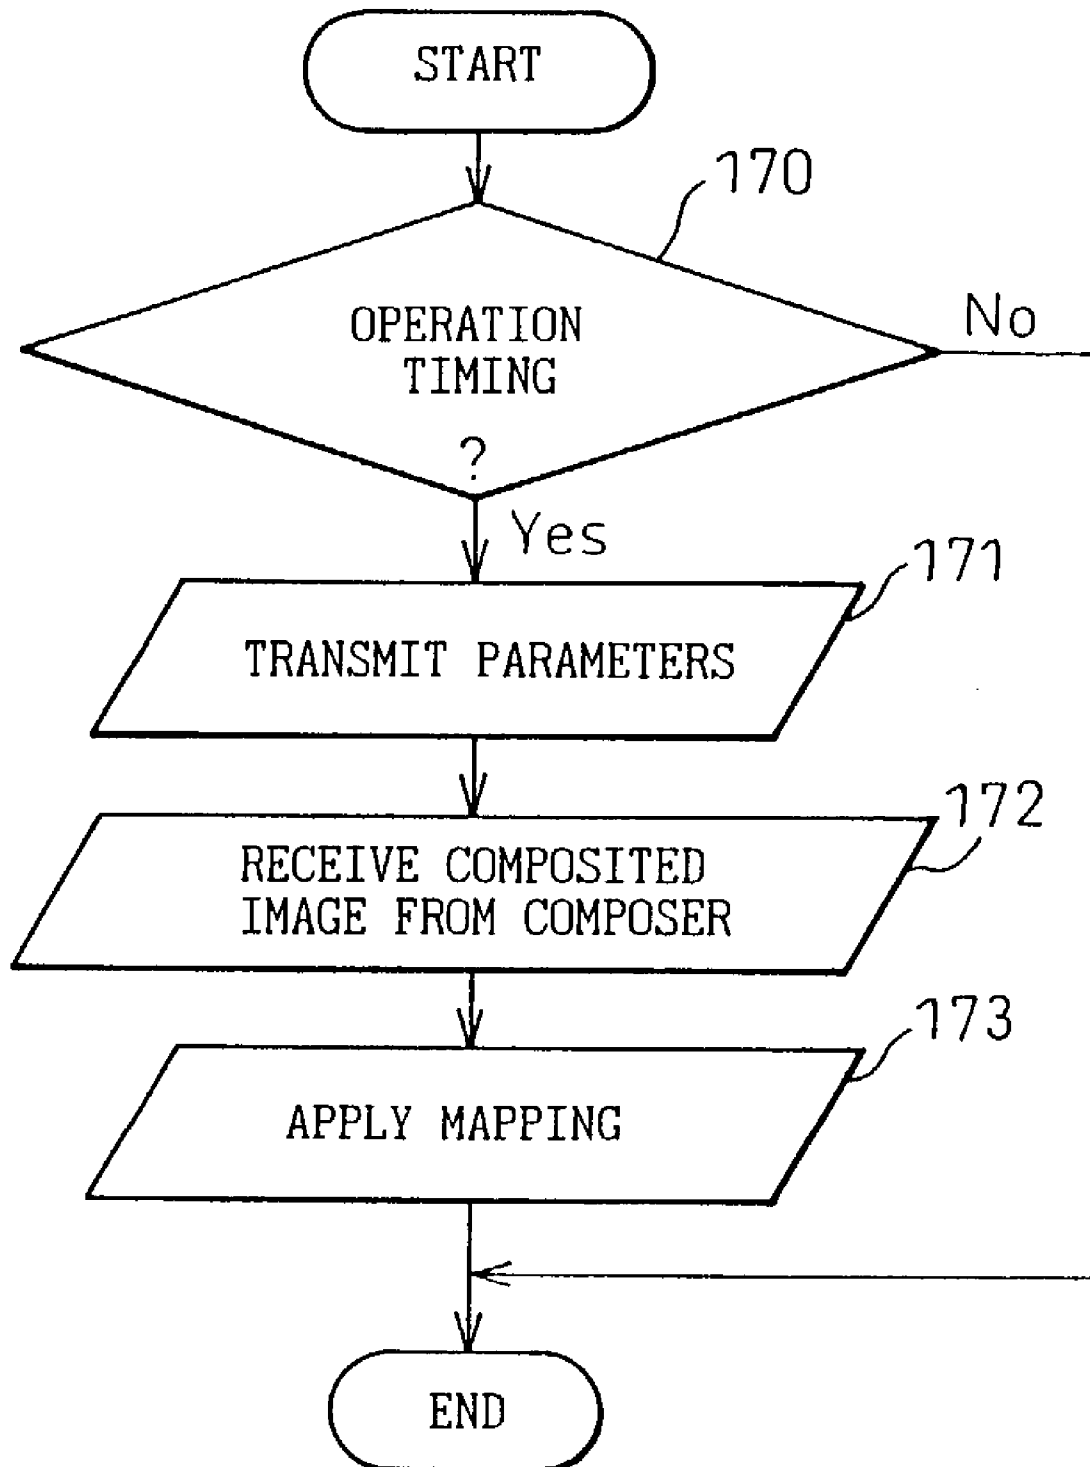 START
170
OPERATION
TIMING
?
No
Yes
171
TRANSMIT PARAMETERS
172
RECEIVE COMPOSITED
IMAGE FROM COMPOSER
173
APPLY MAPPING
END